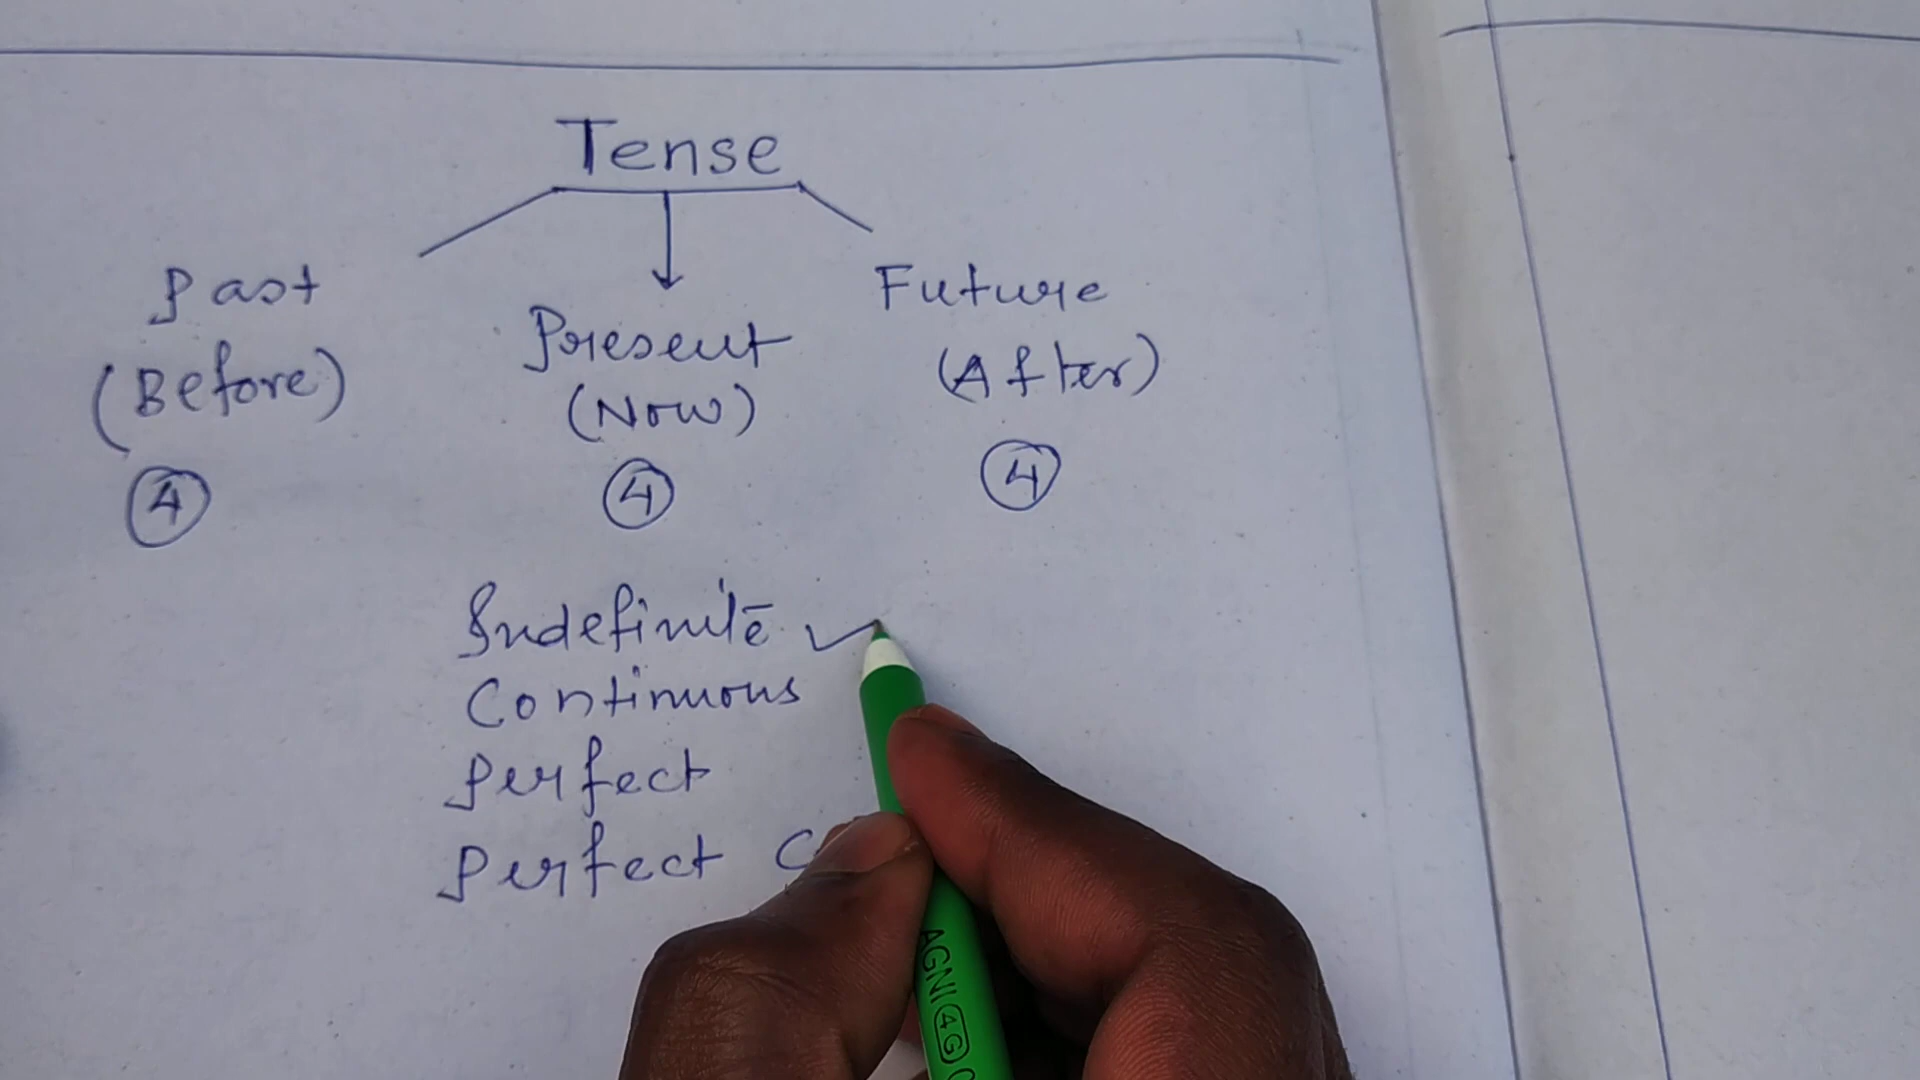 Tense
Past Present Future
(Before) (Now) (After)
4 4 4
Indefinite
Continuous
Perfect
Perfect
AGNI 4G